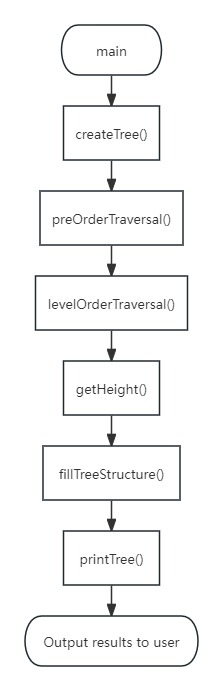 main
createTree()
preOrderTraversal()
levelOrderTraversal()
getHeight()
fillTreeStructure()
printTree()
Output results to user